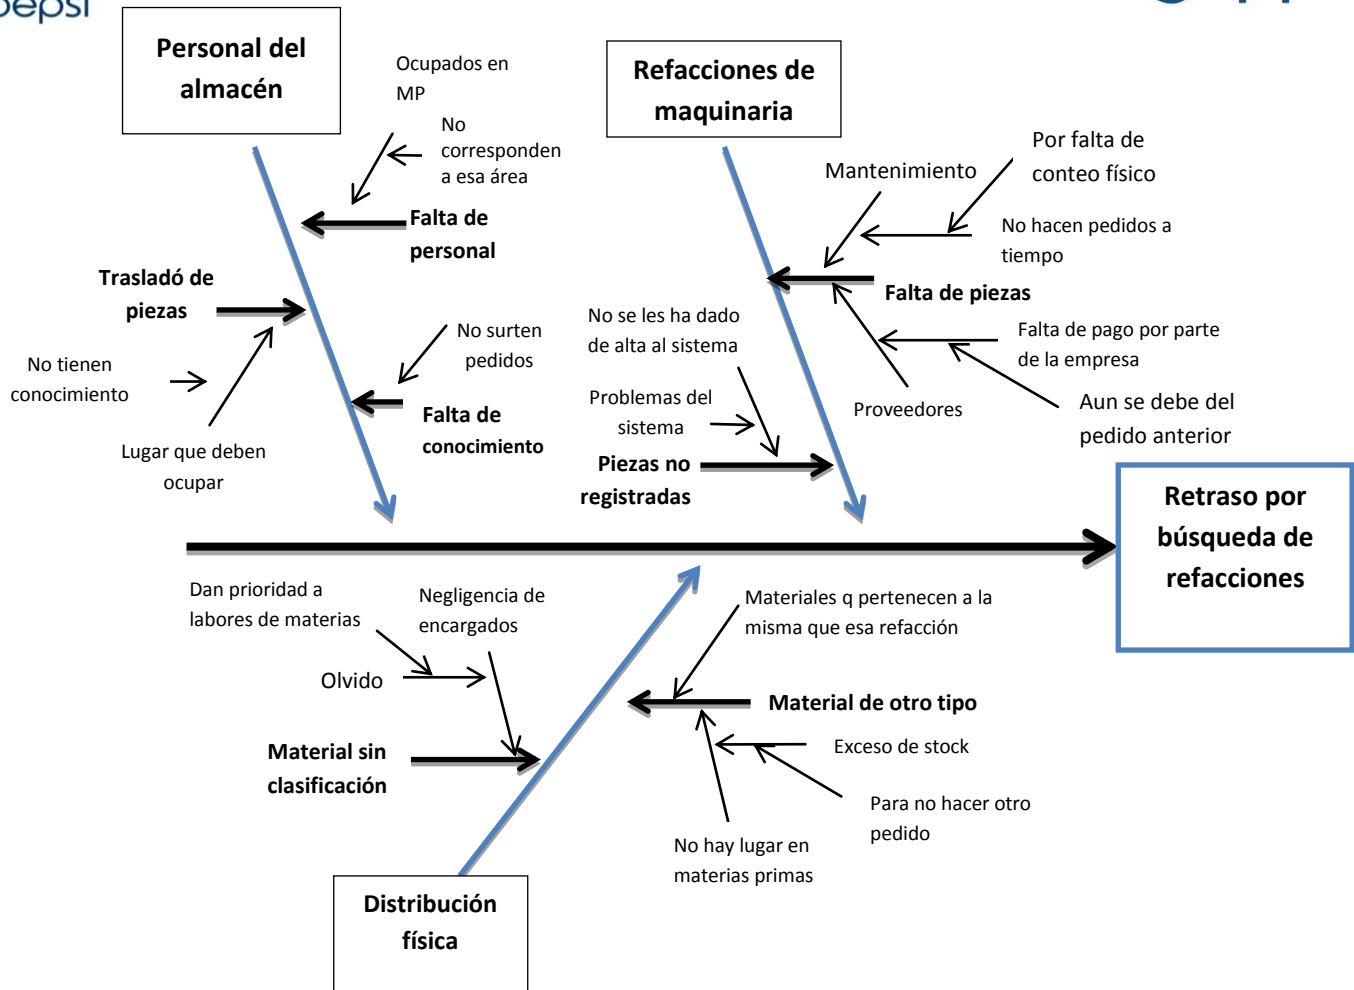 pepsi
Personal del
almacén
Ocupados en
MP
No
corresponden
a esa área
Falta de
personal
Trasladó de
piezas
No tienen
conocimiento
Lugar que deben
ocupar
No surten
pedidos
Falta de
conocimiento
Refacciones de
maquinaria
Mantenimiento
Por falta de
conteo físico
No hacen pedidos a
tiempo
Falta de piezas
No se les ha dado
de alta al sistema
Problemas del
sistema
Piezas no
registradas
Falta de pago por parte
de la empresa
Proveedores
Aun se debe del
pedido anterior
Retraso por
búsqueda de
refacciones
Dan prioridad a
labores de materias
Negligencia de
encargados
Olvido
Material sin
clasificación
Materiales q pertenecen a la
misma que esa refacción
Material de otro tipo
Exceso de stock
Para no hacer otro
pedido
No hay lugar en
materias primas
Distribución
física